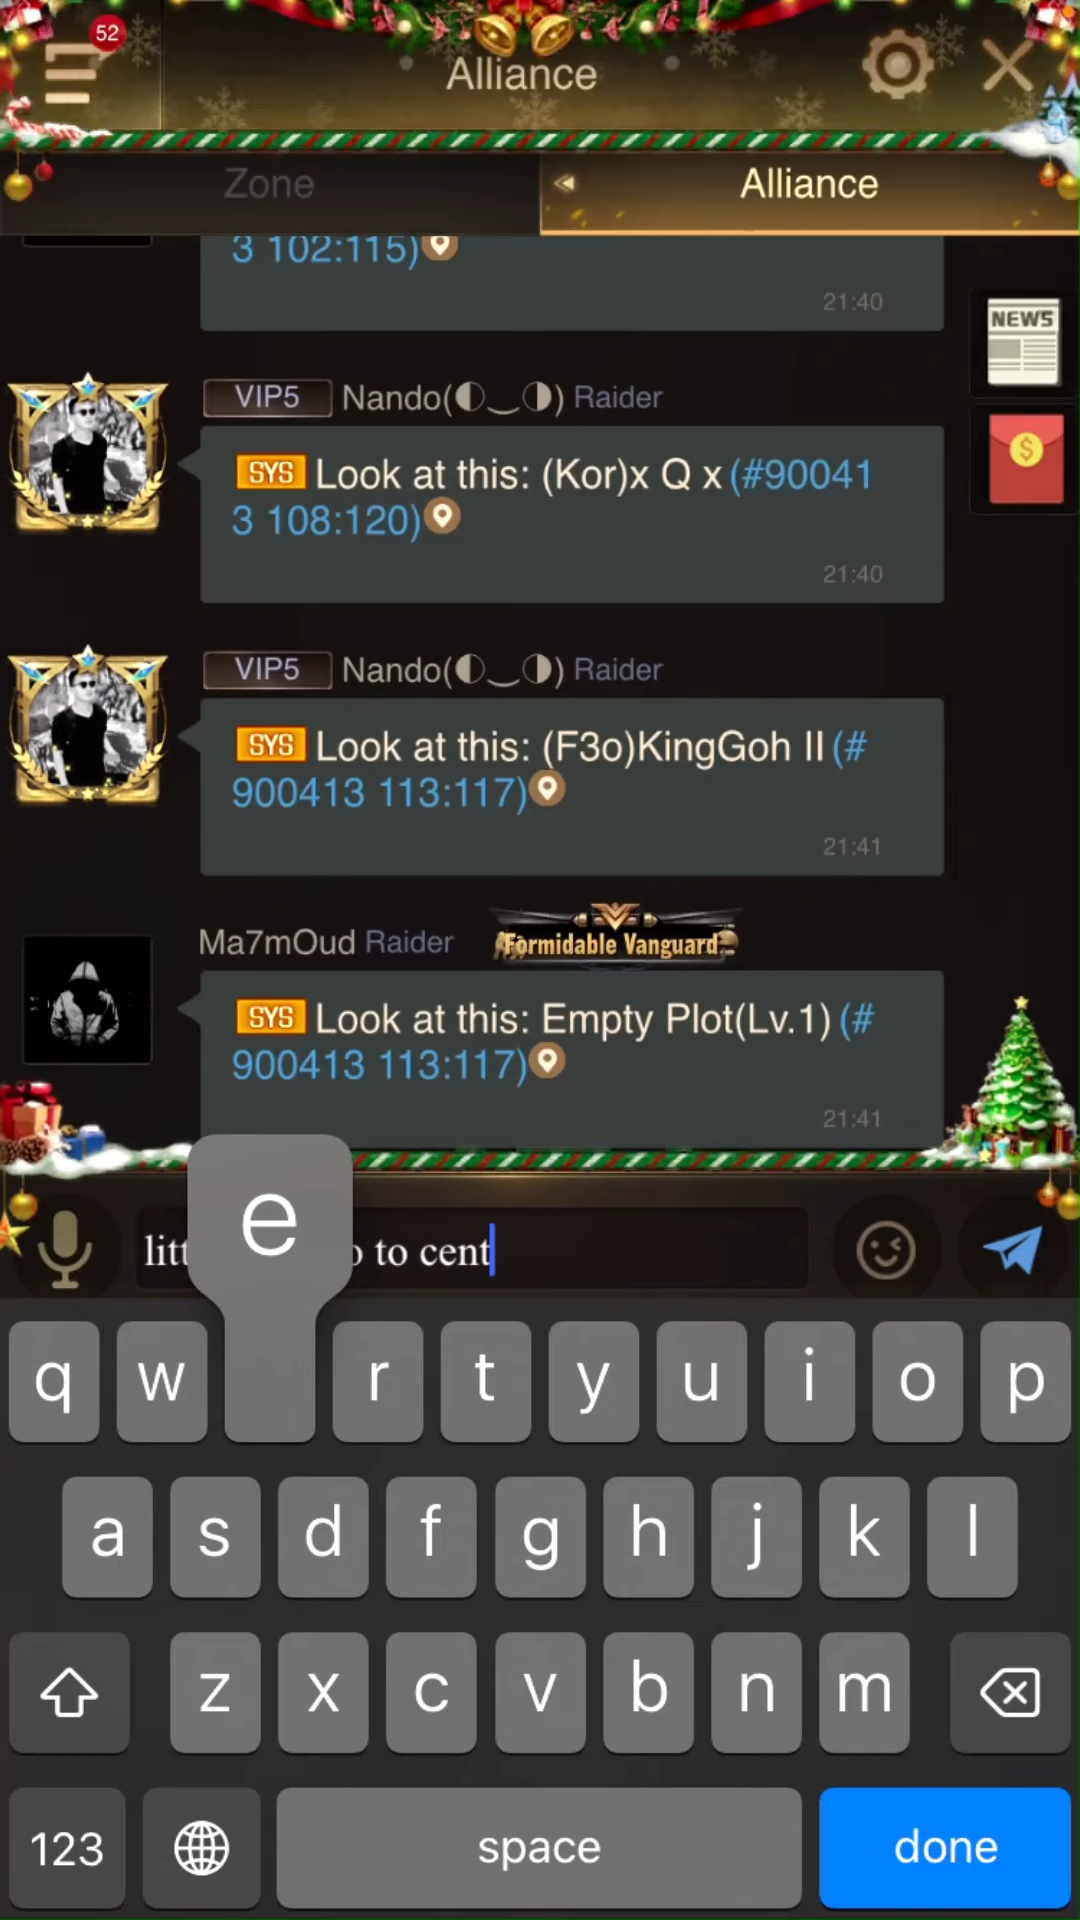 52
Alliance
Zone
Alliance
3 102:115)
21:40
NEWS
VIP5 Nando(◐‿◑) Raider
SYS Look at this: (Kor)x Q x(#90041
3 108:120)
21:40
VIP5 Nando(◐‿◑) Raider
SYS Look at this: (F3o)KingGoh II(#
900413 113:117)
21:41
Ma7mOud Raider Formidable Vanguard
SYS Look at this: Empty Plot(Lv.1)(#
900413 113:117)
21:41
e
to cent
q w r t y u i o p
a s d f g h j k l
z x c v b n m
123 space done